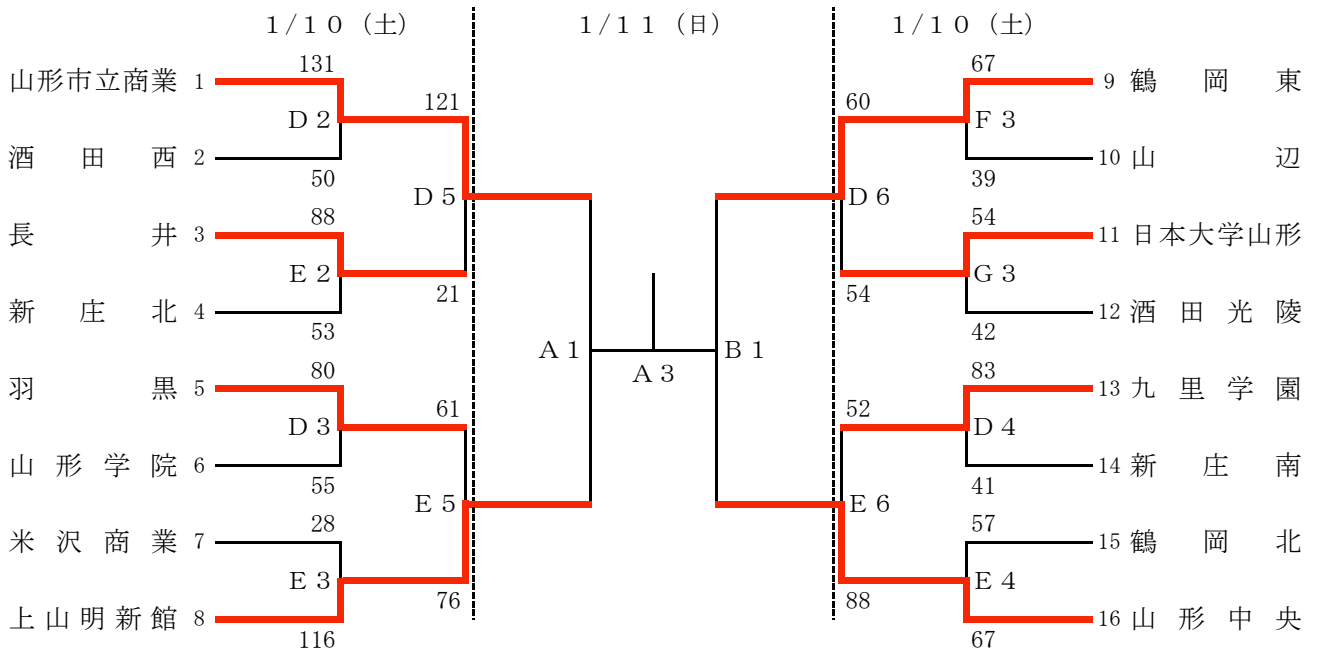 1/10（土） 1/11（日） 1/10（土）
131 67
山形市立商業 1 9 鶴岡東
121 60
D2 F3
酒田西 2 10 山辺
50 39
D5 D6
88 54
長井 3 11 日本大学山形
E2 G3
21 54
新庄北 4 12 酒田光陵
53 42
A1 B1
80 A3 83
羽黒 5 13 九里学園
61 52
D3 D4
山形学院 6 14 新庄南
55 41
E5 E6
28 57
米沢商業 7 15 鶴岡北
E3 E4
76 88
上山明新館 8 16 山形中央
116 67